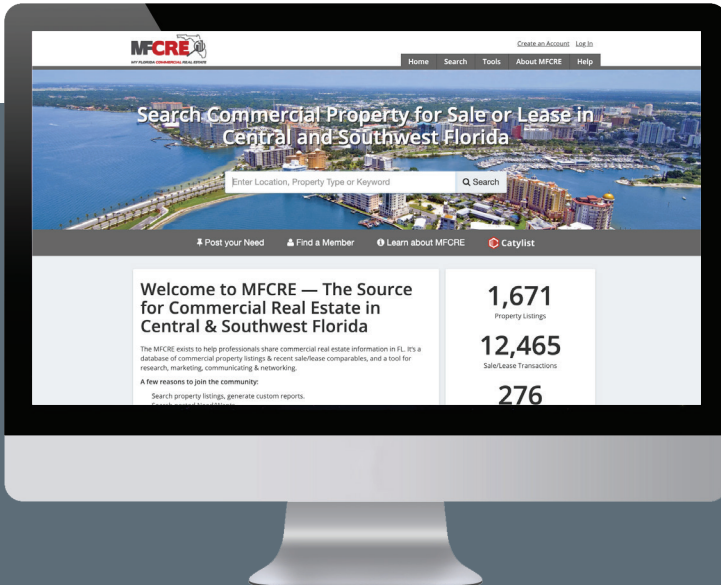 MFCRE
MY FLORIDA COMMERCIAL REAL ESTATE
Create an Account Log In
Home Search Tools About MFCRE Help
Search Commercial Property for Sale or Lease in
Central and Southwest Florida
Enter Location, Property Type or Keyword Search
Post your Need Find a Member Learn about MFCRE Catylist
Welcome to MFCRE — The Source
for Commercial Real Estate in
Central & Southwest Florida
The MFCRE exists to help professionals share commercial real estate information in FL. It's a
database of commercial property listings & recent sale/lease comparables, and a tool for
research, marketing, communicating & networking.
A few reasons to join the community:
Search property listings, generate custom reports.
1,671
Property Listings
12,465
Sale/Lease Transactions
276